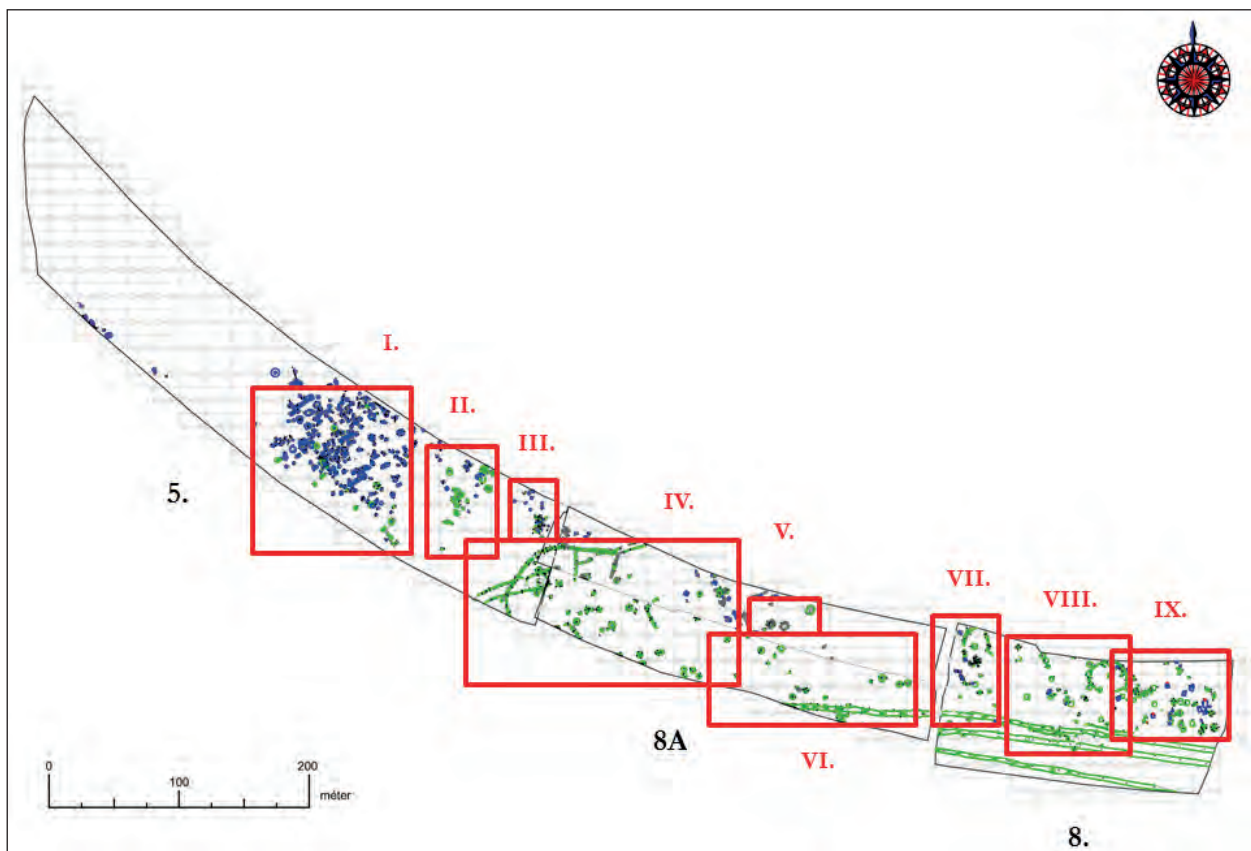 I.
II.
III.
5.
IV.
V.
VII.
VIII.
IX.
8A
VI.
0 200
100 méter
8.